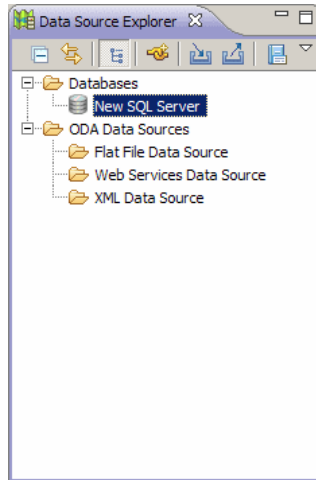 Data Source Explorer
Databases
New SQL Server
ODA Data Sources
Flat File Data Source
Web Services Data Source
XML Data Source